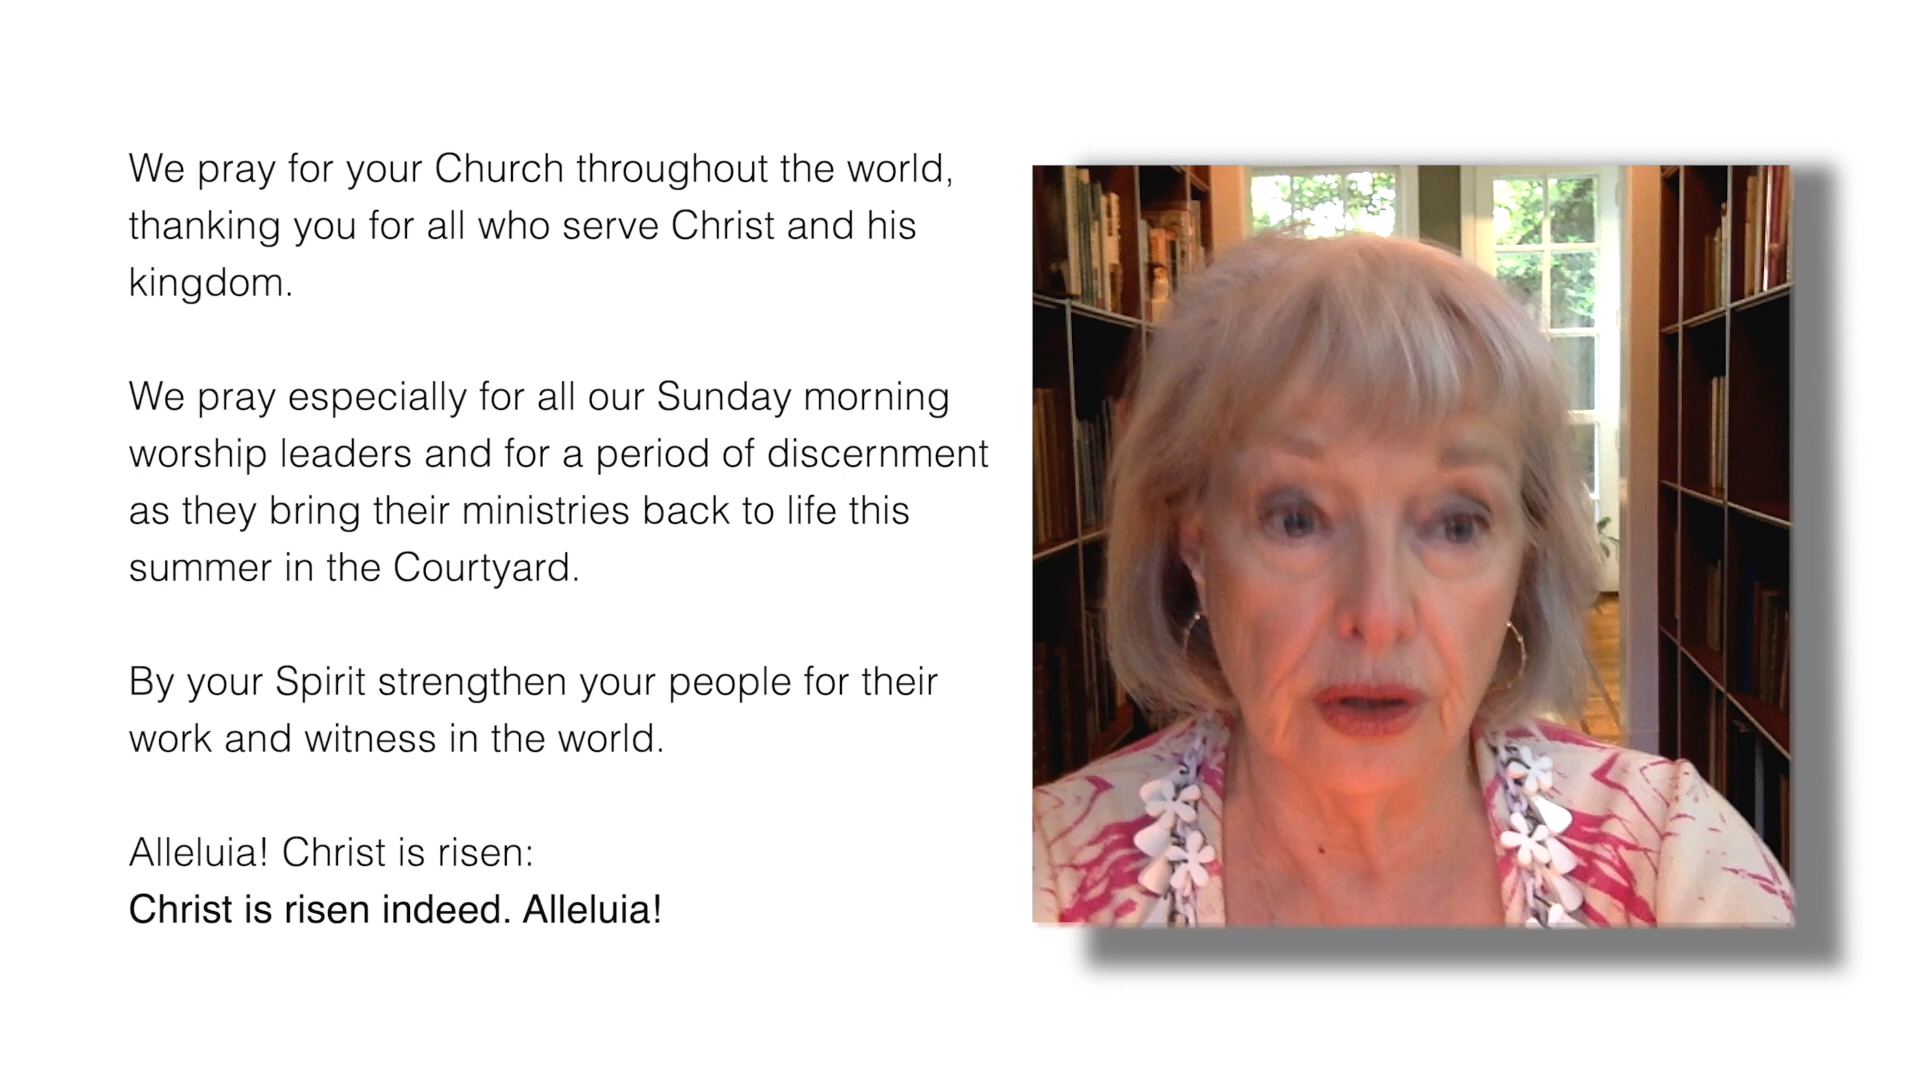 We pray for your Church throughout the world,
thanking you for all who serve Christ and his
kingdom.
We pray especially for all our Sunday morning
worship leaders and for a period of discernment
as they bring their ministries back to life this
summer in the Courtyard.
By your Spirit strengthen your people for their
work and witness in the world.
Alleluia! Christ is risen:
Christ is risen indeed. Alleluia!